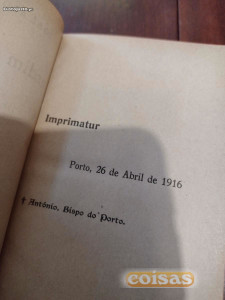 Imprimatur
Porto, 26 de Abril de 1916
† António, Bispo do Porto.
coisas